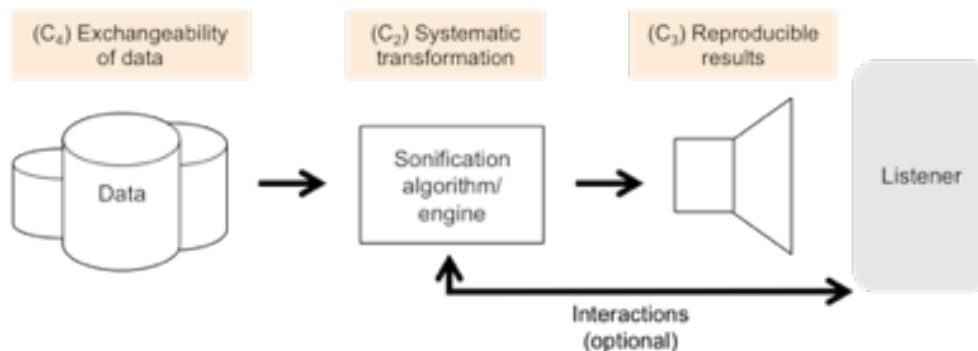 (C₄) Exchangeability
of data
(C₂) Systematic
transformation
(C₃) Reproducible
results
Data
Sonification
algorithm/
engine
Listener
Interactions
(optional)